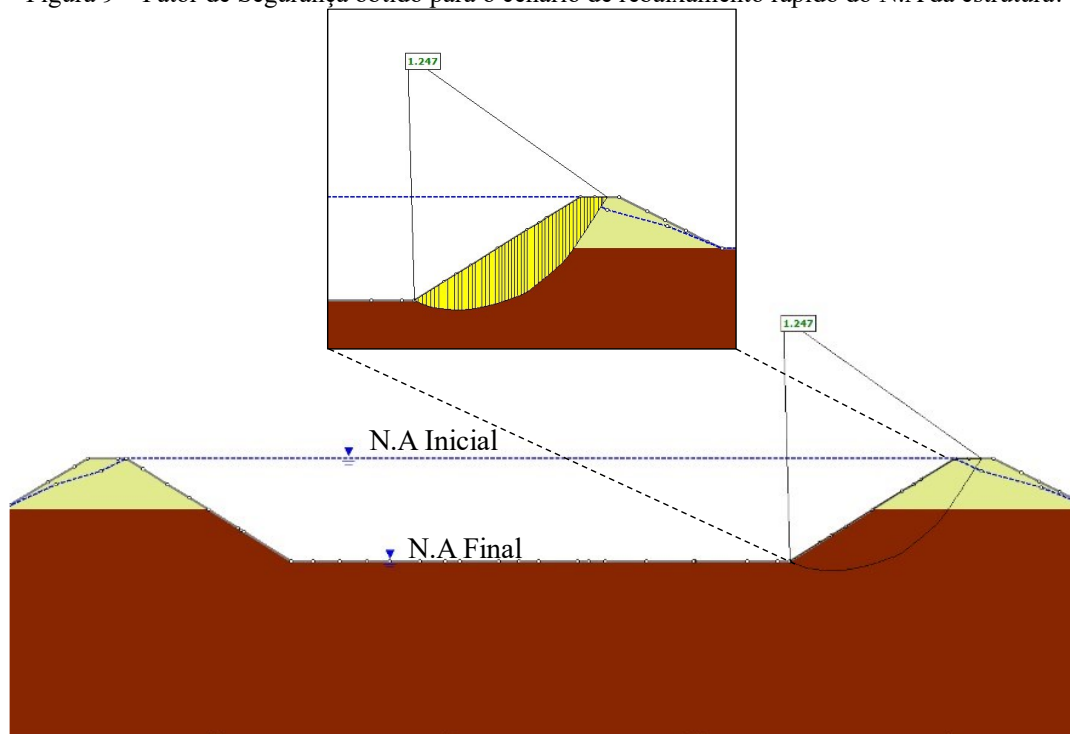 Figura 9 – Fator de Segurança obtido para o cenário de rebaixamento rápido do N.A da estrutura.
1.247
1.247
N.A Inicial
N.A Final